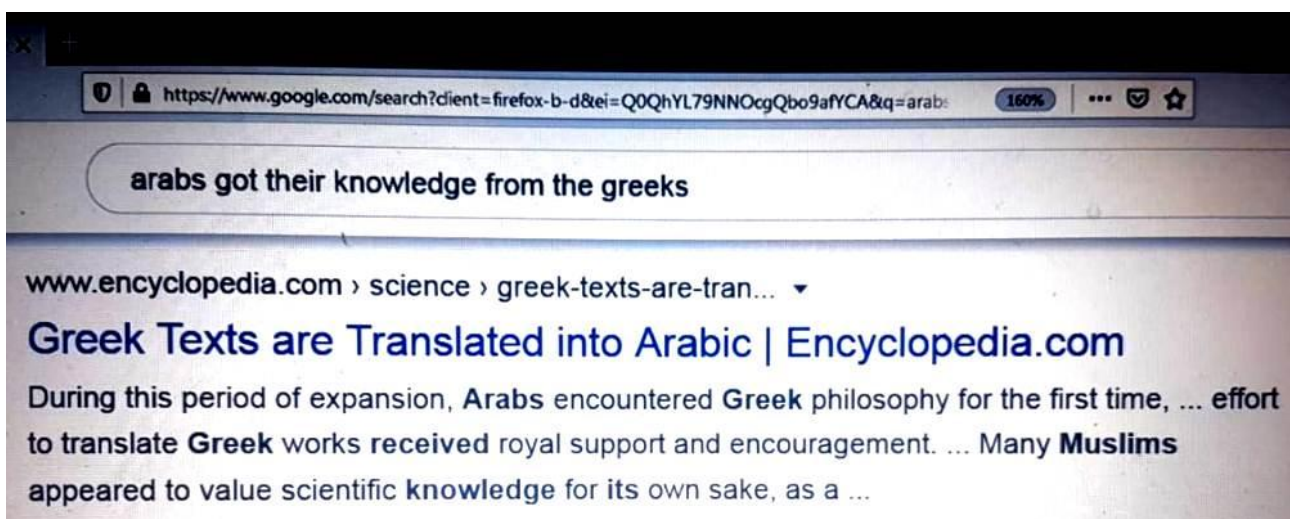 https://www.google.com/search?client=firefox-b-d&ei=Q0QhYL79NNOcgQbo9afYCA&q=arabs 160%
arabs got their knowledge from the greeks
www.encyclopedia.com › science › greek-texts-are-tran...
Greek Texts are Translated into Arabic | Encyclopedia.com
During this period of expansion, Arabs encountered Greek philosophy for the first time, ... effort
to translate Greek works received royal support and encouragement. ... Many Muslims
appeared to value scientific knowledge for its own sake, as a ...